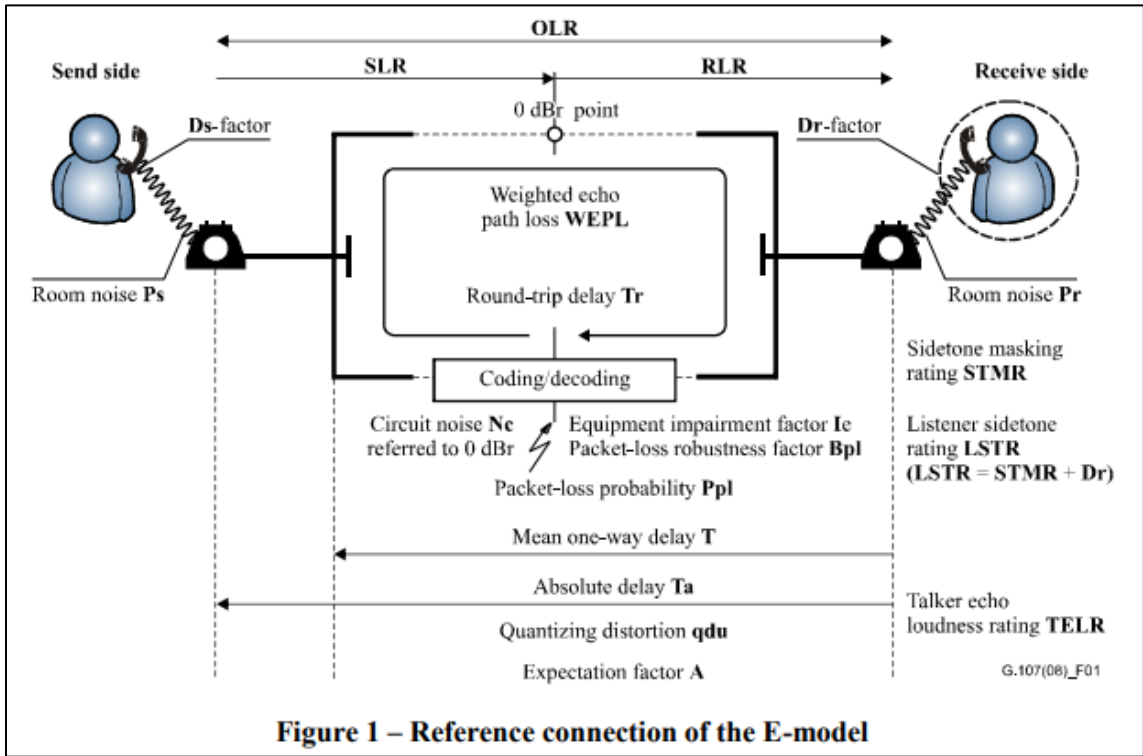 OLR
SLR
RLR
Send side
Receive side
0 dBr point
Ds-factor
Dr-factor
Weighted echo
path loss WEPL
Room noise Ps
Round-trip delay Tr
Room noise Pr
Sidetone masking
rating STMR
Coding/decoding
Circuit noise Nc
referred to 0 dBr
Equipment impairment factor Ie
Packet-loss robustness factor Bpl
Listener sidetone
rating LSTR
(LSTR = STMR + Dr)
Packet-loss probability Ppl
Mean one-way delay T
Absolute delay Ta
Talker echo
loudness rating TELR
Quantizing distortion qdu
Expectation factor A
G.107(08)_F01
Figure 1 – Reference connection of the E-model